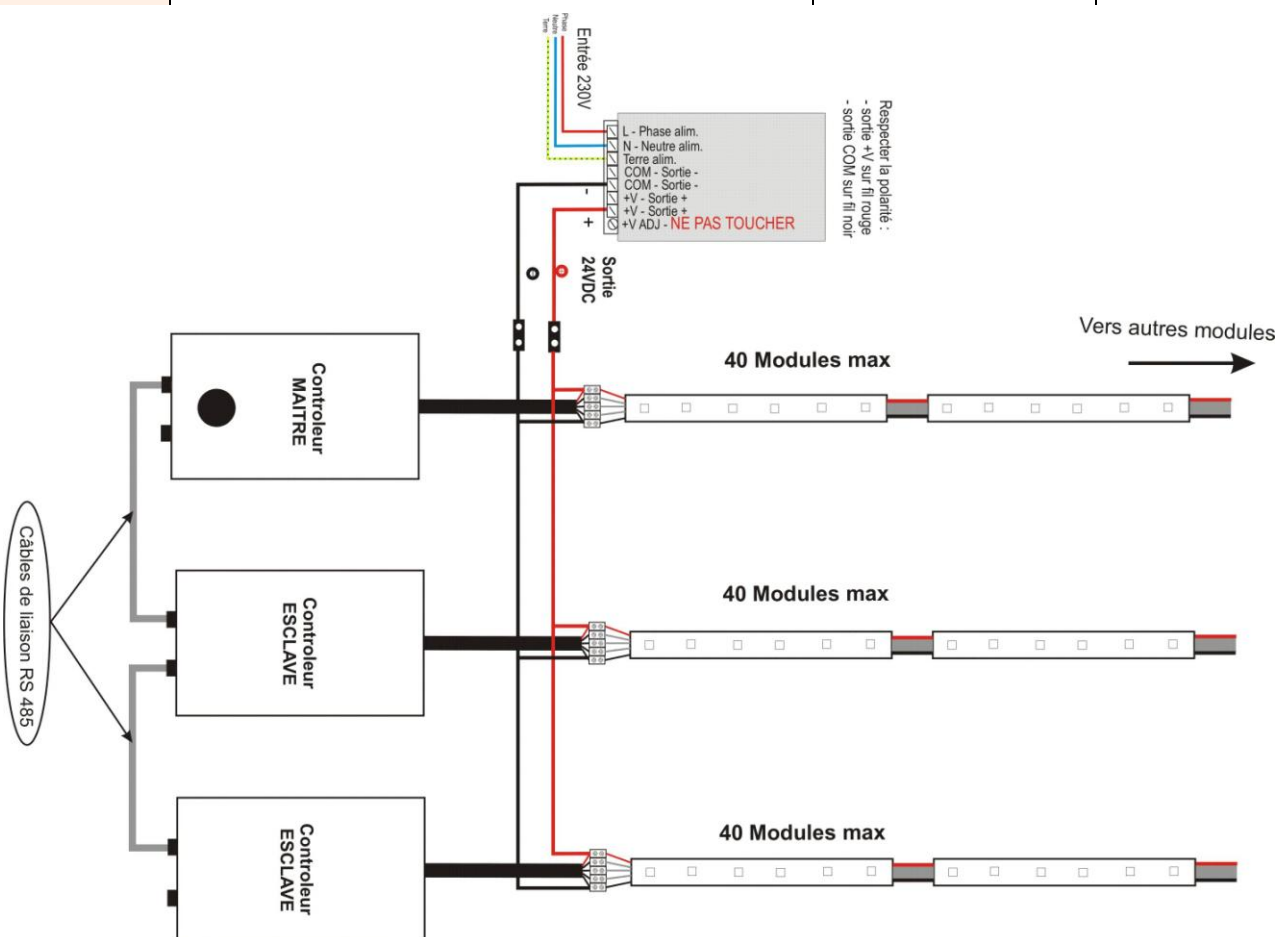 Phase
Neutre
Terre
Entrée 230V
L - Phase alim.
N - Neutre alim.
Terre alim.
COM - Sortie -
COM - Sortie -
+V - Sortie +
+V - Sortie +
+V ADJ - NE PAS TOUCHER
Respecter la polarité :
- sortie +V sur fil rouge
- sortie COM sur fil noir
-
+
Sortie
24VDC
Vers autres modules
40 Modules max
Controleur
MAITRE
40 Modules max
Controleur
ESCLAVE
Câbles de liaison RS 485
40 Modules max
Controleur
ESCLAVE